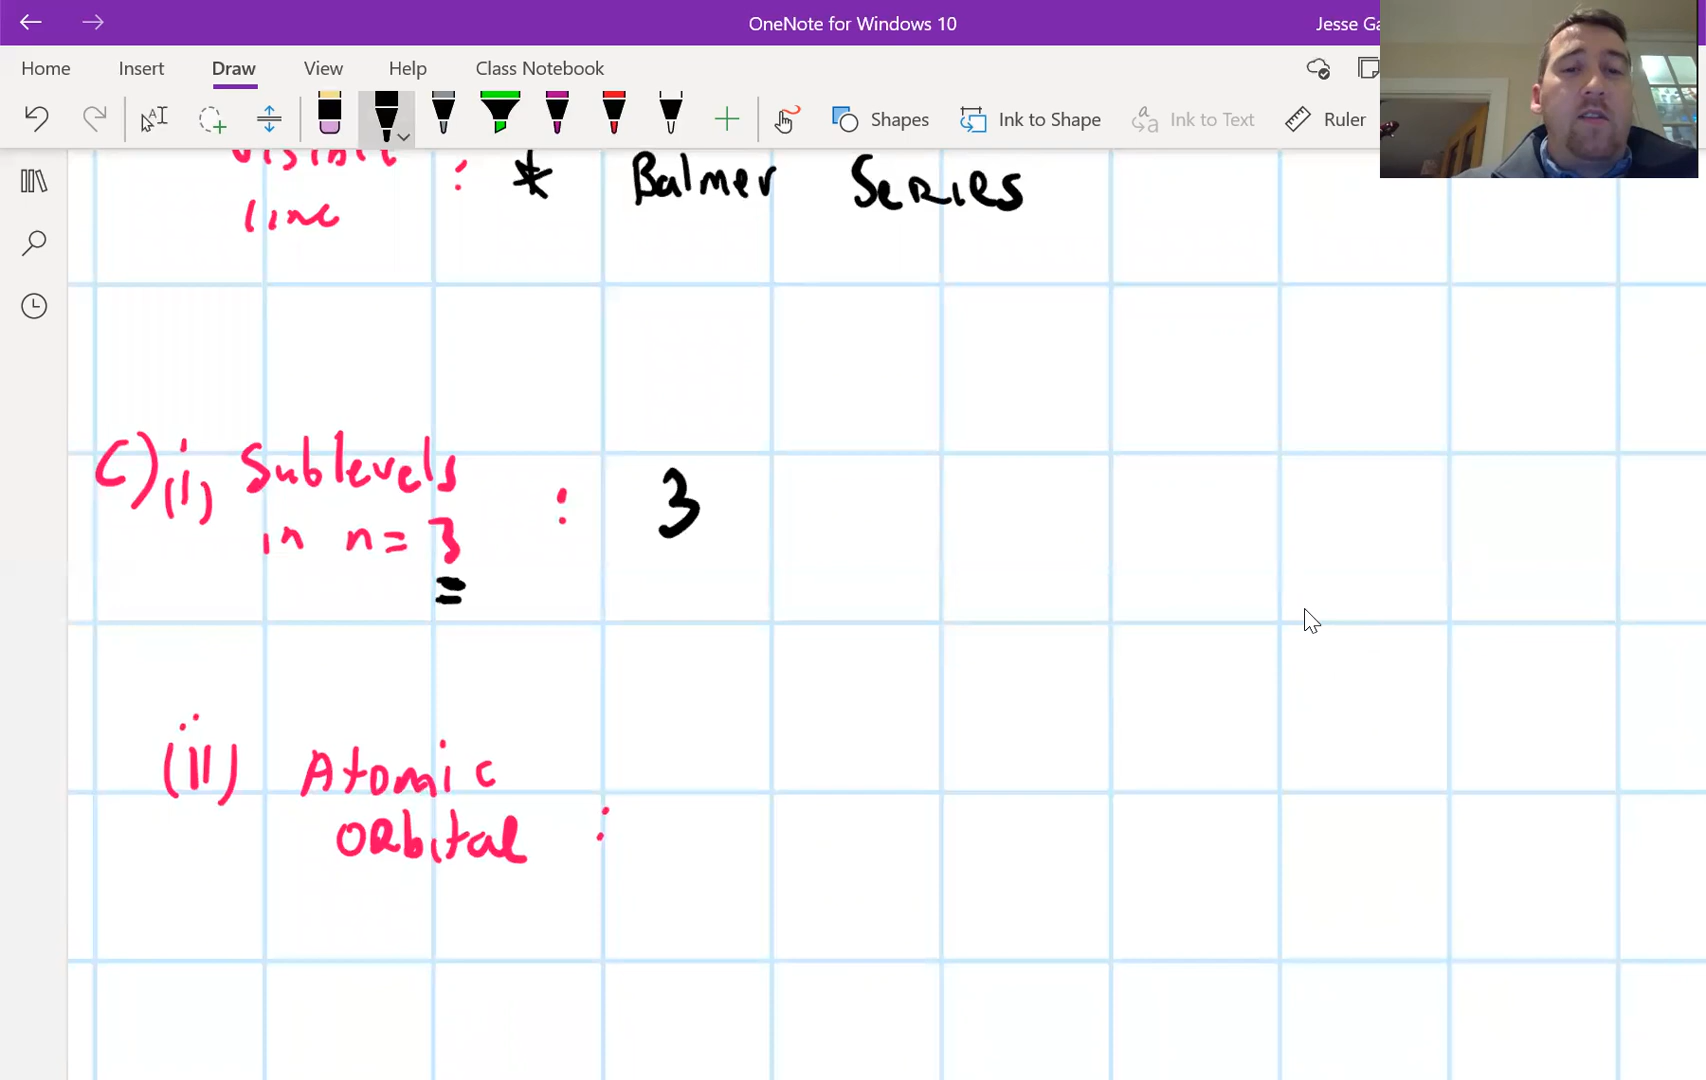 OneNote for Windows 10
Jesse Ga
Home Insert Draw View Help Class Notebook
Shapes Ink to Shape Ink to Text Ruler
visible
line : * Balmer Series
C)(i) Sublevels
in n = 3 : 3
(ii) Atomic
Orbital :